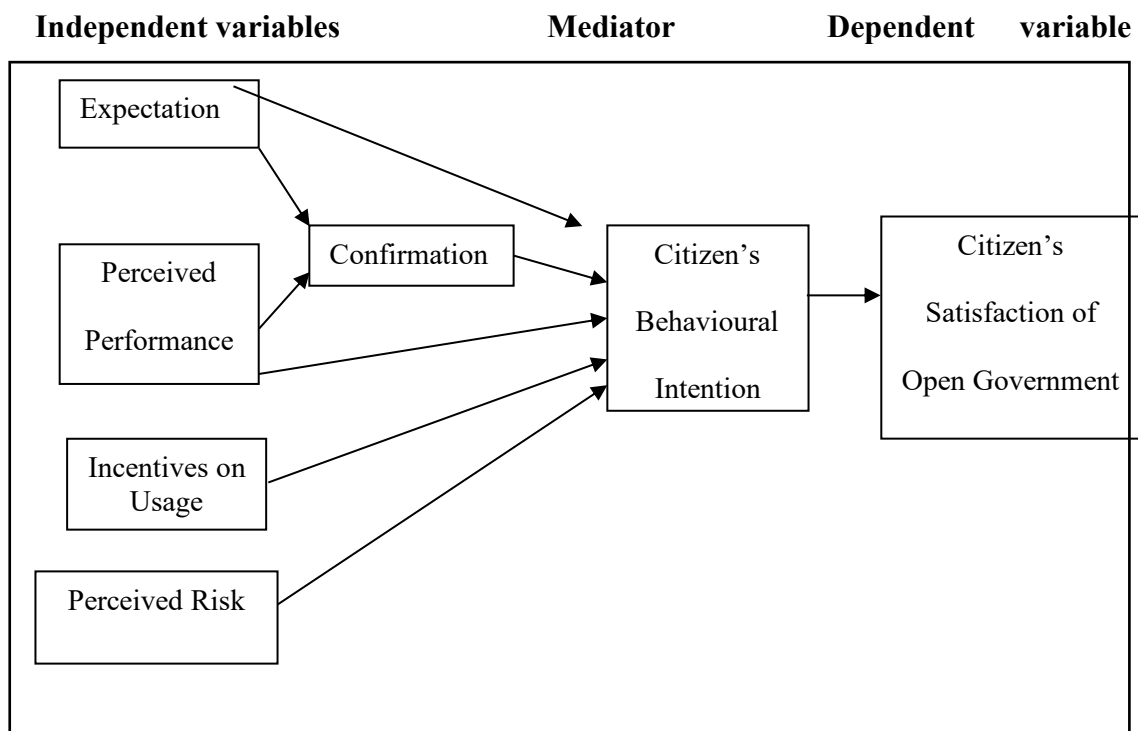 Independent variables Mediator Dependent variable
Expectation
Perceived
Performance
Confirmation
Incentives on
Usage
Perceived Risk
Citizen’s
Behavioural
Intention
Citizen’s
Satisfaction of
Open Government